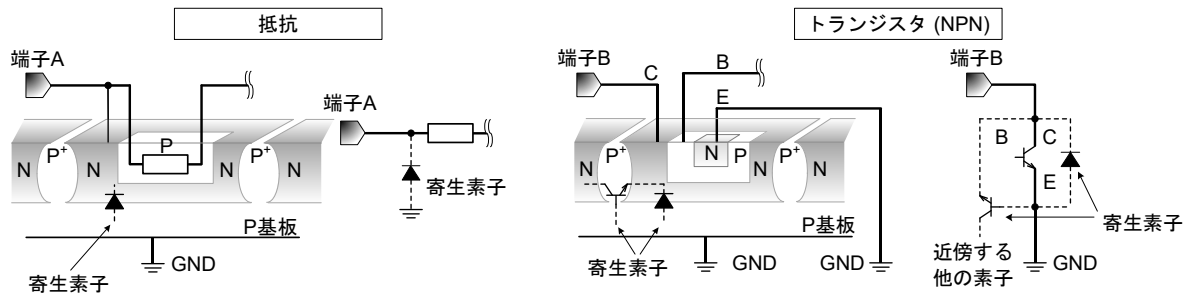 抵抗
端子A
端子A
P
N
P+
N
N
P+
N
寄生素子
P基板
GND
寄生素子
トランジスタ (NPN)
端子B
C
B
E
端子B
N
P+
N
N
P
N
P+
N
B
C
E
P基板
寄生素子
GND
GND
寄生素子
近傍する
他の素子
GND